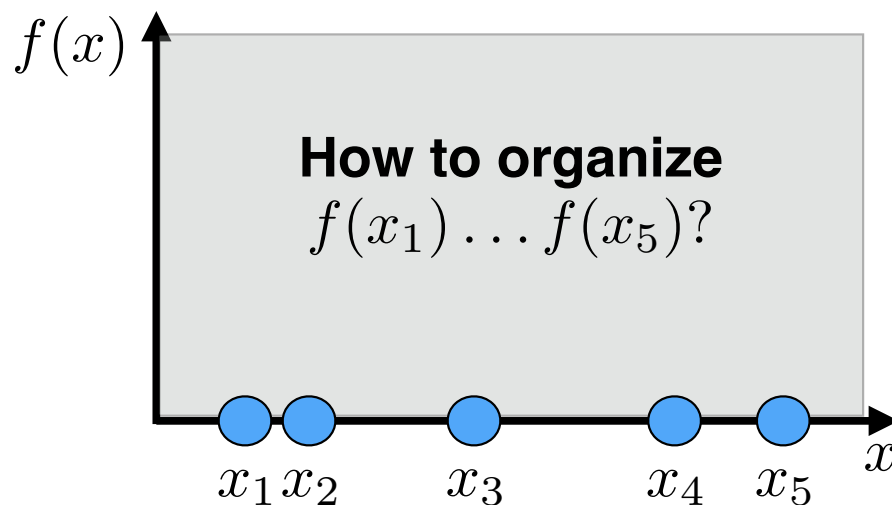 f(x)
How to organize
f(x₁) … f(x₅)?
x
x₁ x₂ x₃ x₄ x₅